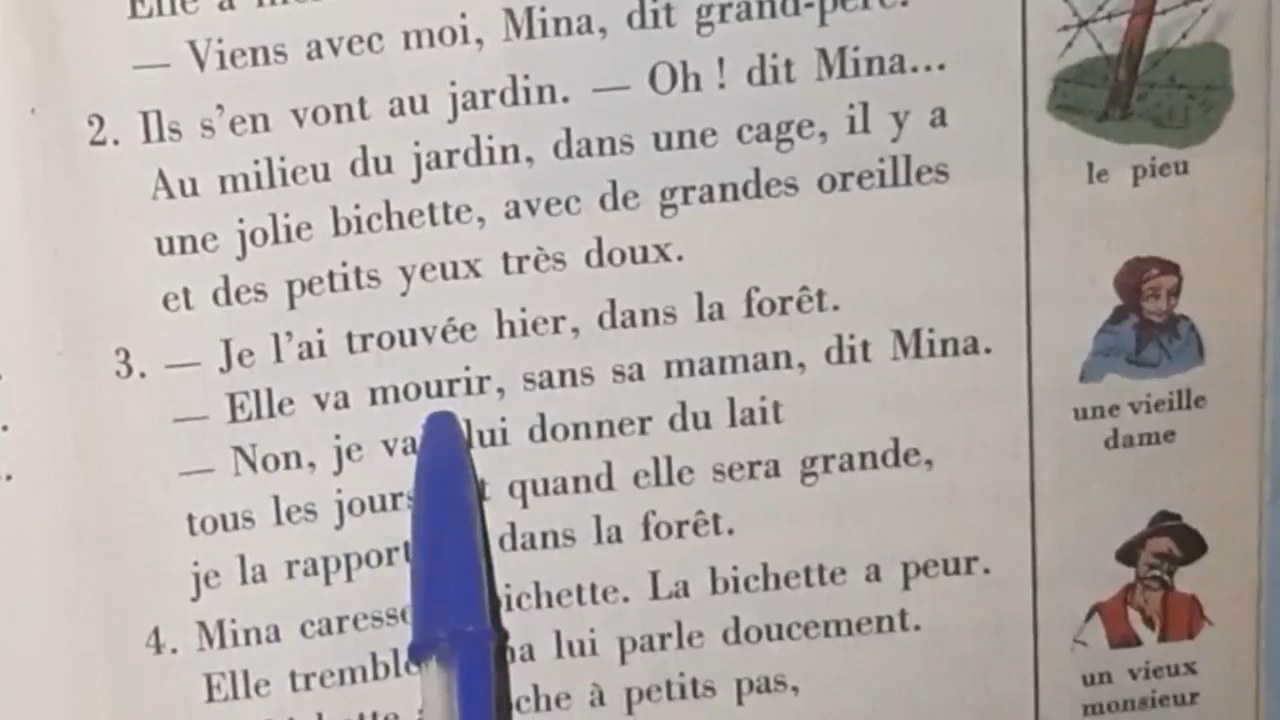 Elle a
— Viens avec moi, Mina, dit grand-père.
2. Ils s'en vont au jardin. — Oh ! dit Mina...
Au milieu du jardin, dans une cage, il y a
une jolie bichette, avec de grandes oreilles
et des petits yeux très doux.
3. — Je l'ai trouvée hier, dans la forêt.
— Elle va mourir, sans sa maman, dit Mina.
— Non, je va lui donner du lait
tous les jours quand elle sera grande,
je la rapport dans la forêt.
4. Mina caresse ichette. La bichette a peur.
Elle tremble na lui parle doucement.
che à petits pas,
le pieu
une vieille
dame
un vieux
monsieur